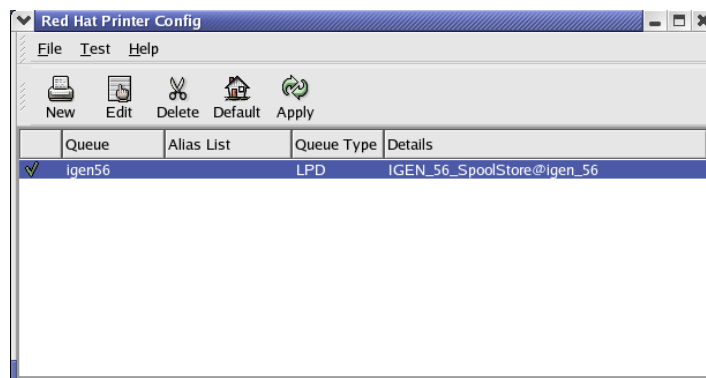 Red Hat Printer Config
File Test Help
New Edit Delete Default Apply
Queue Alias List Queue Type Details
igen56 LPD IGEN_56_SpoolStore@igen_56